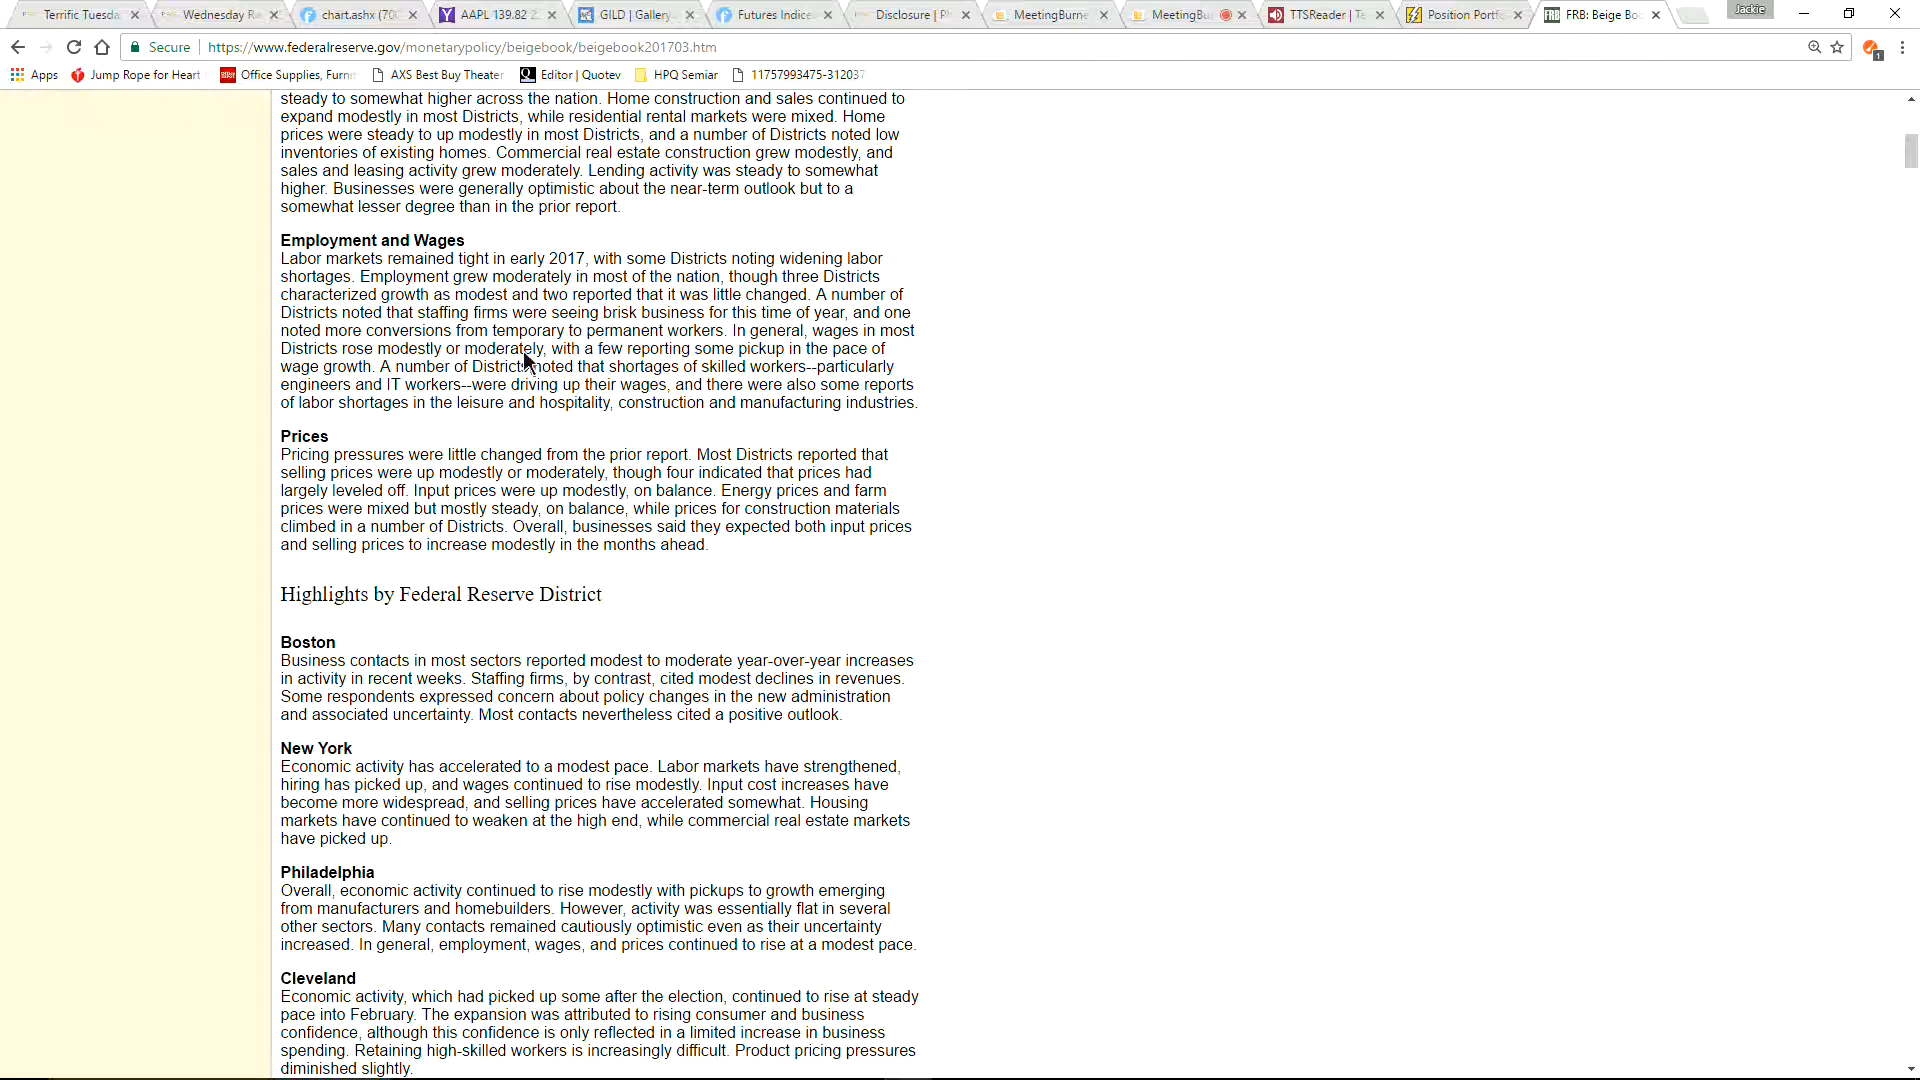 Terrific Tuesda
Wednesday R
chart.ashx (700
AAPL 139.82 2
GILD | Gallery
Futures Indice
Disclosure | P
MeetingBurne
MeetingBu
TTSReader | Te
Position Portfo
FRB: Beige Boo
Jackie
Secure | https://www.federalreserve.gov/monetarypolicy/beigebook/beigebook201703.htm
1
Apps
Jump Rope for Heart
Office Supplies, Furni
AXS Best Buy Theater
Editor | Quotev
HPQ Semiar
11757993475-312037
steady to somewhat higher across the nation. Home construction and sales continued to
expand modestly in most Districts, while residential rental markets were mixed. Home
prices were steady to up modestly in most Districts, and a number of Districts noted low
inventories of existing homes. Commercial real estate construction grew modestly, and
sales and leasing activity grew moderately. Lending activity was steady to somewhat
higher. Businesses were generally optimistic about the near-term outlook but to a
somewhat lesser degree than in the prior report.
Employment and Wages
Labor markets remained tight in early 2017, with some Districts noting widening labor
shortages. Employment grew moderately in most of the nation, though three Districts
characterized growth as modest and two reported that it was little changed. A number of
Districts noted that staffing firms were seeing brisk business for this time of year, and one
noted more conversions from temporary to permanent workers. In general, wages in most
Districts rose modestly or moderately, with a few reporting some pickup in the pace of
wage growth. A number of Districts noted that shortages of skilled workers--particularly
engineers and IT workers--were driving up their wages, and there were also some reports
of labor shortages in the leisure and hospitality, construction and manufacturing industries.
Prices
Pricing pressures were little changed from the prior report. Most Districts reported that
selling prices were up modestly or moderately, though four indicated that prices had
largely leveled off. Input prices were up modestly, on balance. Energy prices and farm
prices were mixed but mostly steady, on balance, while prices for construction materials
climbed in a number of Districts. Overall, businesses said they expected both input prices
and selling prices to increase modestly in the months ahead.
Highlights by Federal Reserve District
Boston
Business contacts in most sectors reported modest to moderate year-over-year increases
in activity in recent weeks. Staffing firms, by contrast, cited modest declines in revenues.
Some respondents expressed concern about policy changes in the new administration
and associated uncertainty. Most contacts nevertheless cited a positive outlook.
New York
Economic activity has accelerated to a modest pace. Labor markets have strengthened,
hiring has picked up, and wages continued to rise modestly. Input cost increases have
become more widespread, and selling prices have accelerated somewhat. Housing
markets have continued to weaken at the high end, while commercial real estate markets
have picked up.
Philadelphia
Overall, economic activity continued to rise modestly with pickups to growth emerging
from manufacturers and homebuilders. However, activity was essentially flat in several
other sectors. Many contacts remained cautiously optimistic even as their uncertainty
increased. In general, employment, wages, and prices continued to rise at a modest pace.
Cleveland
Economic activity, which had picked up some after the election, continued to rise at steady
pace into February. The expansion was attributed to rising consumer and business
confidence, although this confidence is only reflected in a limited increase in business
spending. Retaining high-skilled workers is increasingly difficult. Product pricing pressures
diminished slightly.